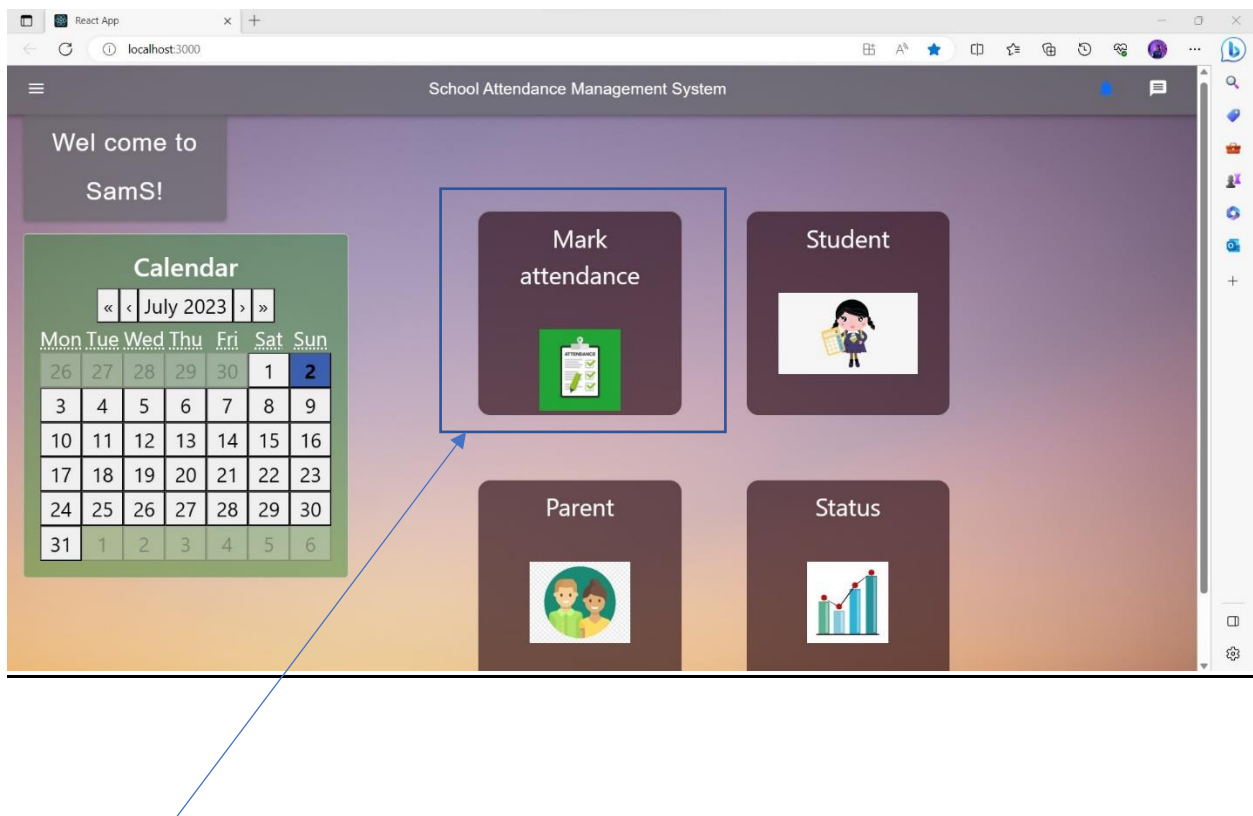 React App
localhost:3000
School Attendance Management System
Wel come to
SamS!
Calendar
« ‹ July 2023 › »
Mon Tue Wed Thu Fri Sat Sun
26 27 28 29 30 1 2
3 4 5 6 7 8 9
10 11 12 13 14 15 16
17 18 19 20 21 22 23
24 25 26 27 28 29 30
31 1 2 3 4 5 6
Mark
attendance
ATTENDANCE
Student
Parent
Status